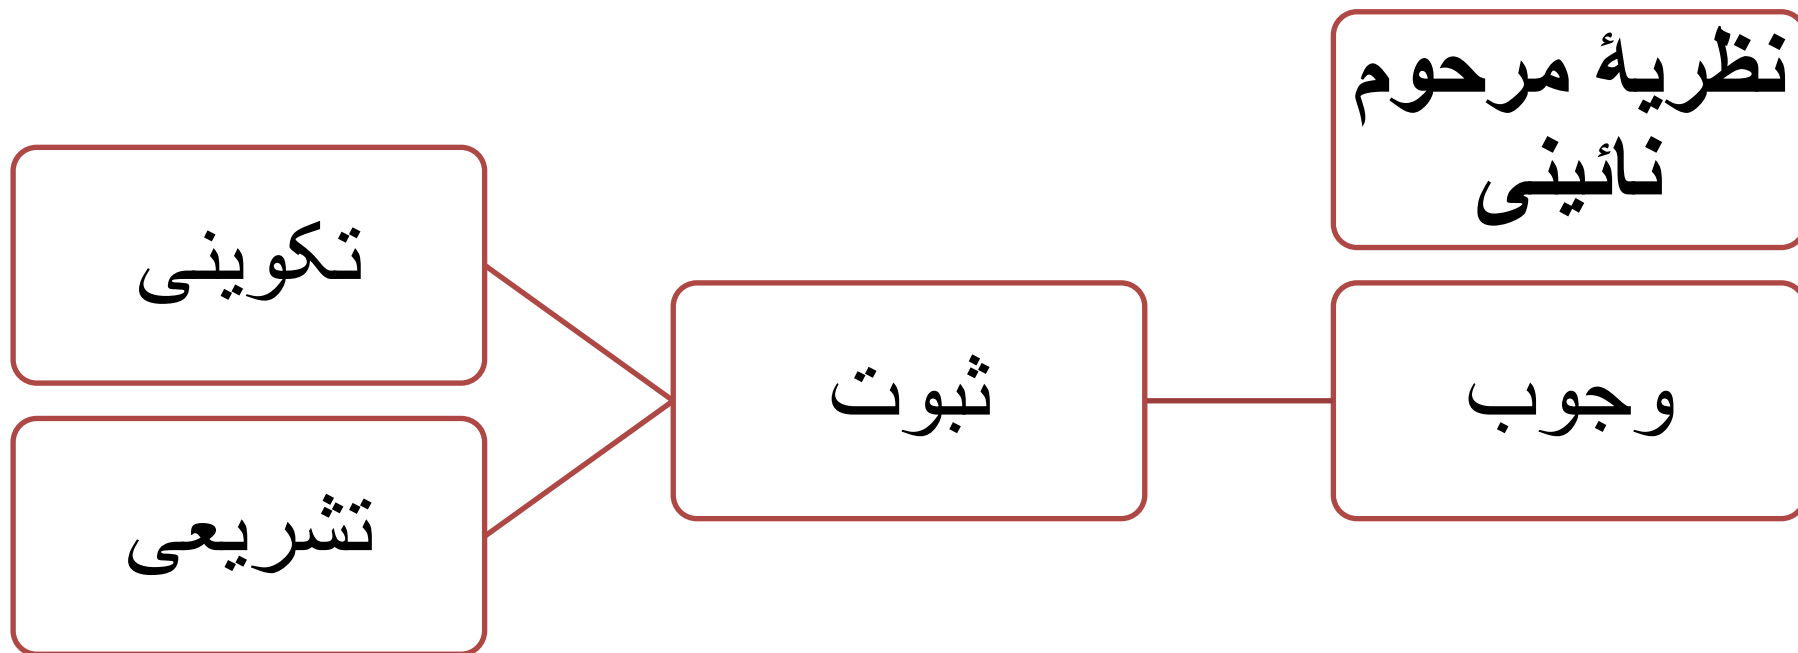 نظریهٔ مرحوم
نائینی
وجوب
ثبوت
تکوینی
تشریعی